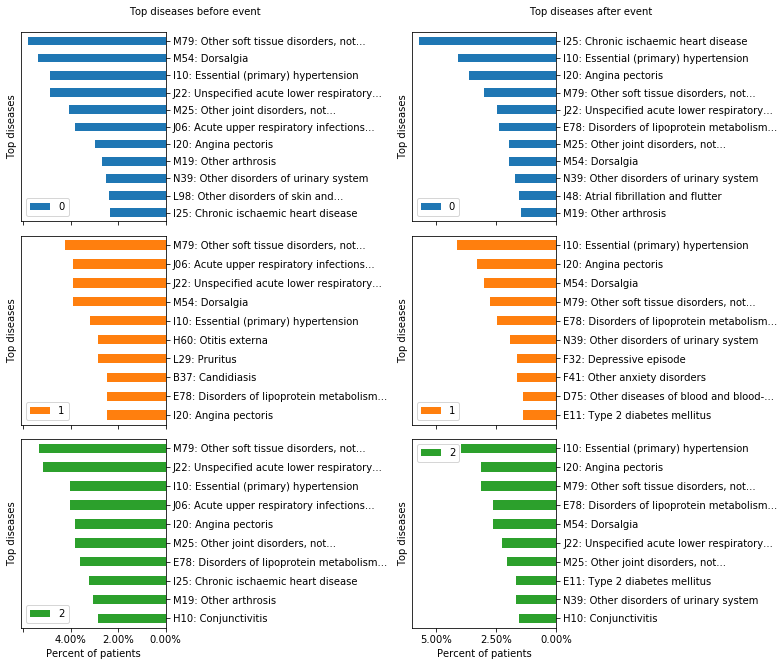 Top diseases before event
Top diseases
M79: Other soft tissue disorders, not...
M54: Dorsalgia
I10: Essential (primary) hypertension
J22: Unspecified acute lower respiratory...
M25: Other joint disorders, not...
J06: Acute upper respiratory infections...
I20: Angina pectoris
M19: Other arthrosis
N39: Other disorders of urinary system
L98: Other disorders of skin and...
I25: Chronic ischaemic heart disease
0
Top diseases
M79: Other soft tissue disorders, not...
J06: Acute upper respiratory infections...
J22: Unspecified acute lower respiratory...
M54: Dorsalgia
I10: Essential (primary) hypertension
H60: Otitis externa
L29: Pruritus
B37: Candidiasis
E78: Disorders of lipoprotein metabolism...
I20: Angina pectoris
1
Top diseases
M79: Other soft tissue disorders, not...
J22: Unspecified acute lower respiratory...
I10: Essential (primary) hypertension
J06: Acute upper respiratory infections...
I20: Angina pectoris
M25: Other joint disorders, not...
E78: Disorders of lipoprotein metabolism...
I25: Chronic ischaemic heart disease
M19: Other arthrosis
H10: Conjunctivitis
2
4.00% 2.00% 0.00%
Percent of patients
Top diseases after event
Top diseases
I25: Chronic ischaemic heart disease
I10: Essential (primary) hypertension
I20: Angina pectoris
M79: Other soft tissue disorders, not...
J22: Unspecified acute lower respiratory...
E78: Disorders of lipoprotein metabolism...
M25: Other joint disorders, not...
M54: Dorsalgia
N39: Other disorders of urinary system
I48: Atrial fibrillation and flutter
M19: Other arthrosis
0
Top diseases
I10: Essential (primary) hypertension
I20: Angina pectoris
M54: Dorsalgia
M79: Other soft tissue disorders, not...
E78: Disorders of lipoprotein metabolism...
N39: Other disorders of urinary system
F32: Depressive episode
F41: Other anxiety disorders
D75: Other diseases of blood and blood-...
E11: Type 2 diabetes mellitus
1
Top diseases
2
I10: Essential (primary) hypertension
I20: Angina pectoris
M79: Other soft tissue disorders, not...
E78: Disorders of lipoprotein metabolism...
M54: Dorsalgia
J22: Unspecified acute lower respiratory...
M25: Other joint disorders, not...
E11: Type 2 diabetes mellitus
N39: Other disorders of urinary system
H10: Conjunctivitis
5.00% 2.50% 0.00%
Percent of patients